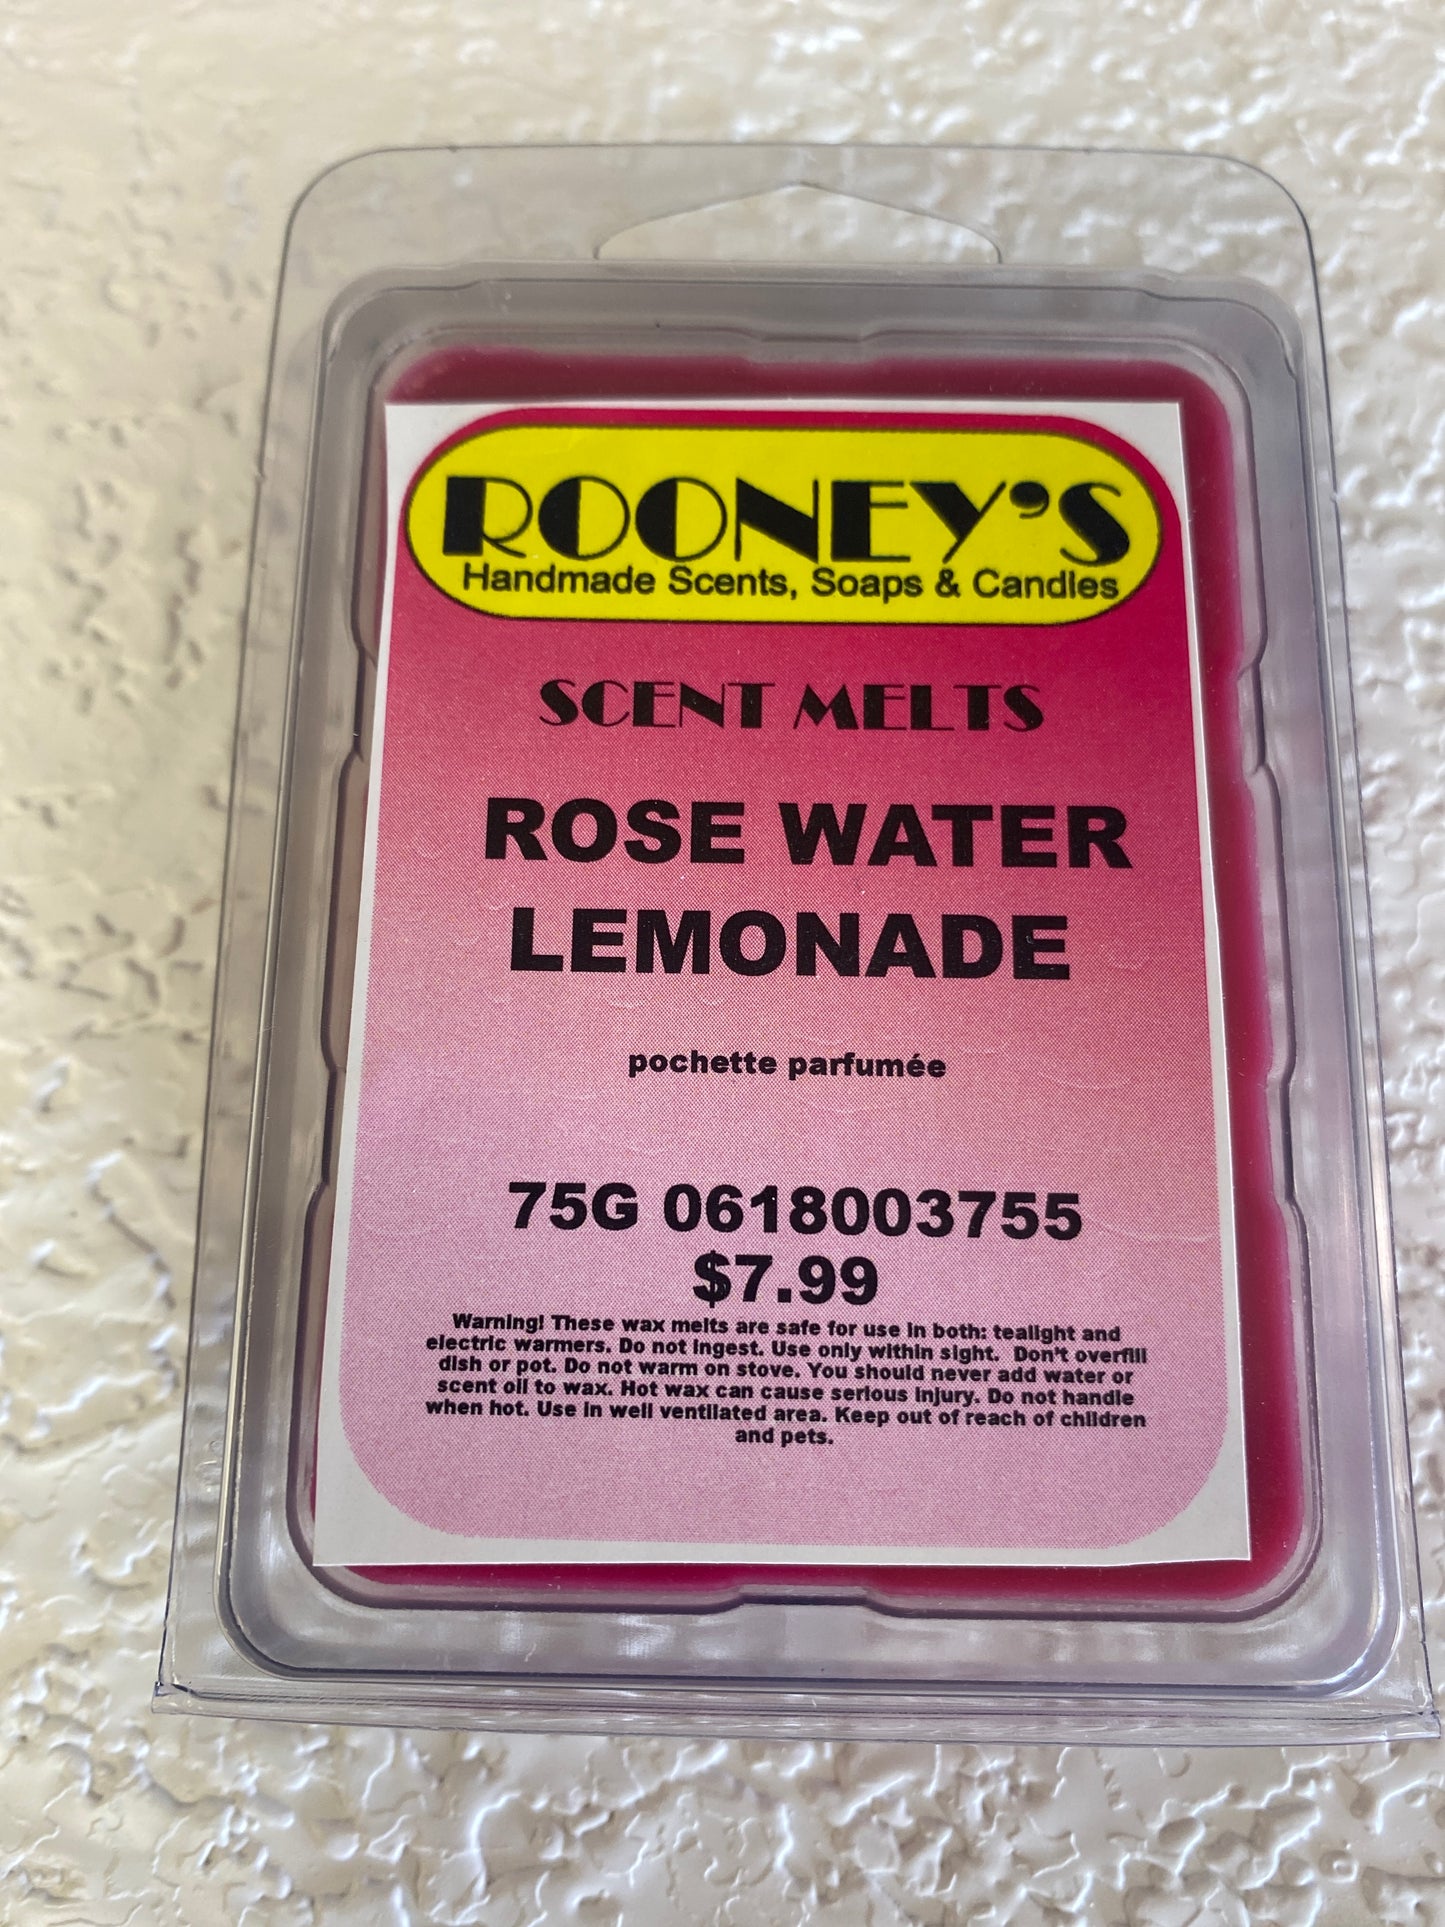 ROONEY'S
Handmade Scents, Soaps & Candles
SCENT MELTS
ROSE WATER
LEMONADE
pochette parfumée
75G 0618003755
$7.99
Warning! These wax melts are safe for use in both: tealight and
electric warmers. Do not ingest. Use only within sight. Don't overfill
dish or pot. Do not warm on stove. You should never add water or
scent oil to wax. Hot wax can cause serious injury. Do not handle
when hot. Use in well ventilated area. Keep out of reach of children
and pets.